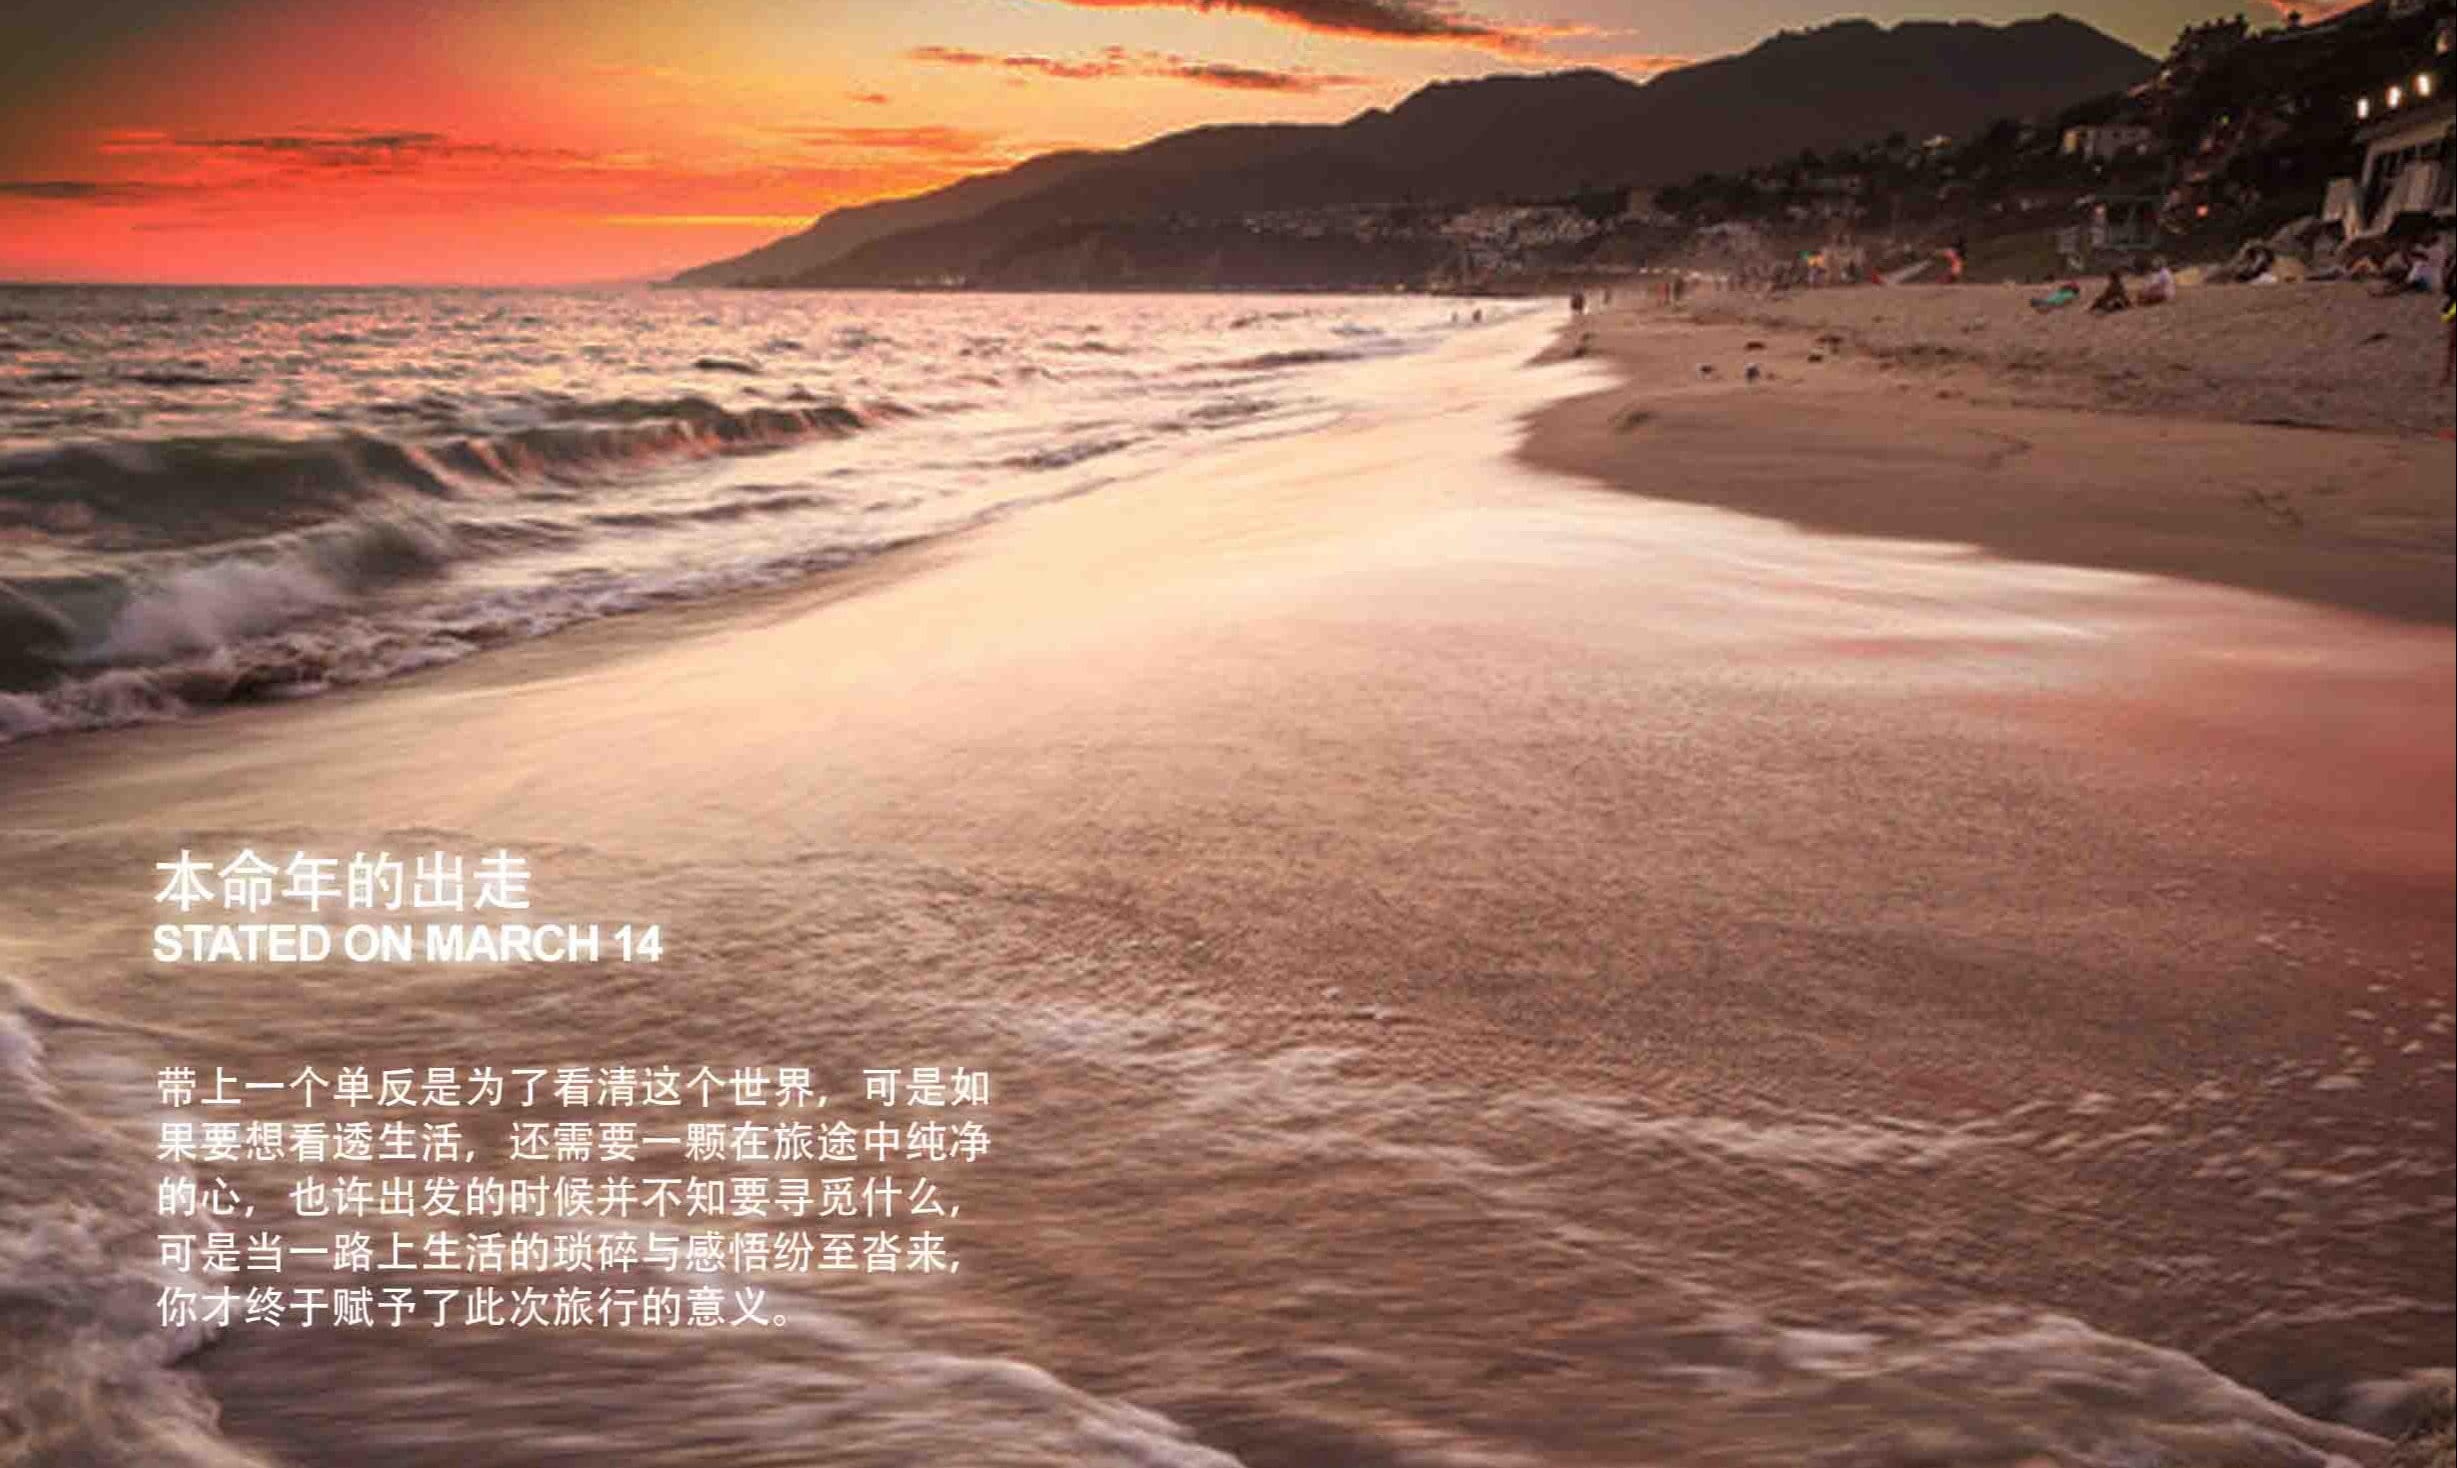 本命年的出走
STATED ON MARCH 14
带上一个单反是为了看清这个世界，可是如
果要想看透生活，还需要一颗在旅途中纯净
的心，也许出发的时候并不知要寻觅什么，
可是当一路上生活的琐碎与感悟纷至沓来，
你才终于赋予了此次旅行的意义。